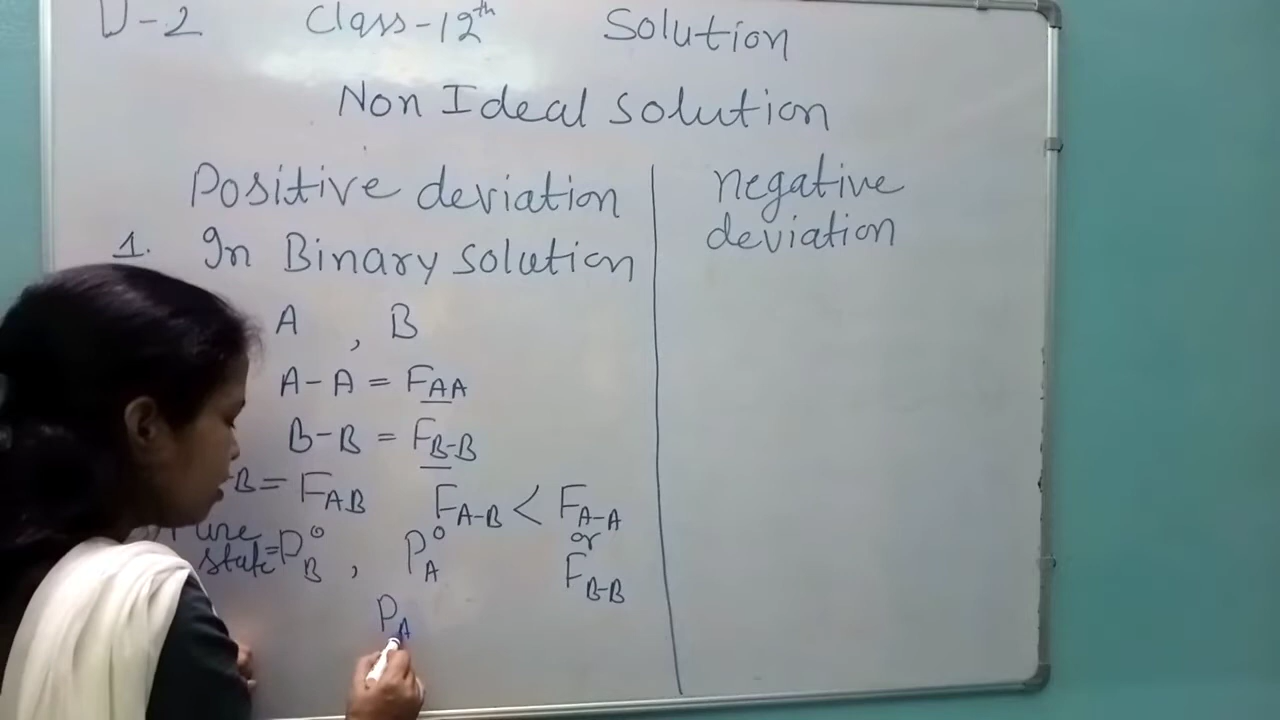 U-2 Class-12th Solution
Non Ideal Solution
Positive deviation
negative deviation
1. In Binary solution
A , B
A-A = FAA
B-B = FB-B
-B = FAB FA-B < FA-A or FB-B
Pure state = P°B , P°A
PA